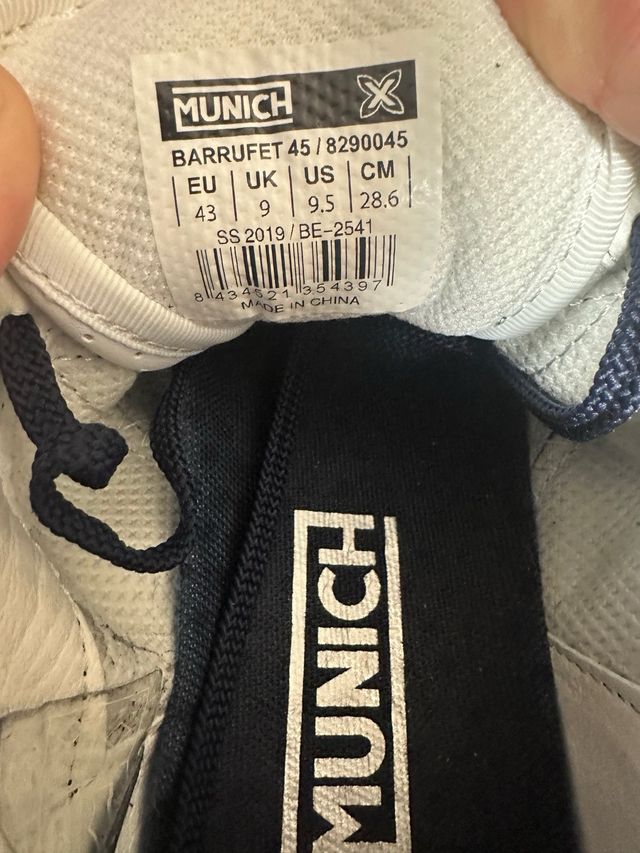 MUNICH
BARRUFET 45 / 8290045
EU UK US CM
43 9 9.5 28.6
SS 2019 / BE-2541
8 434521 354397
MADE IN CHINA
MUNICH